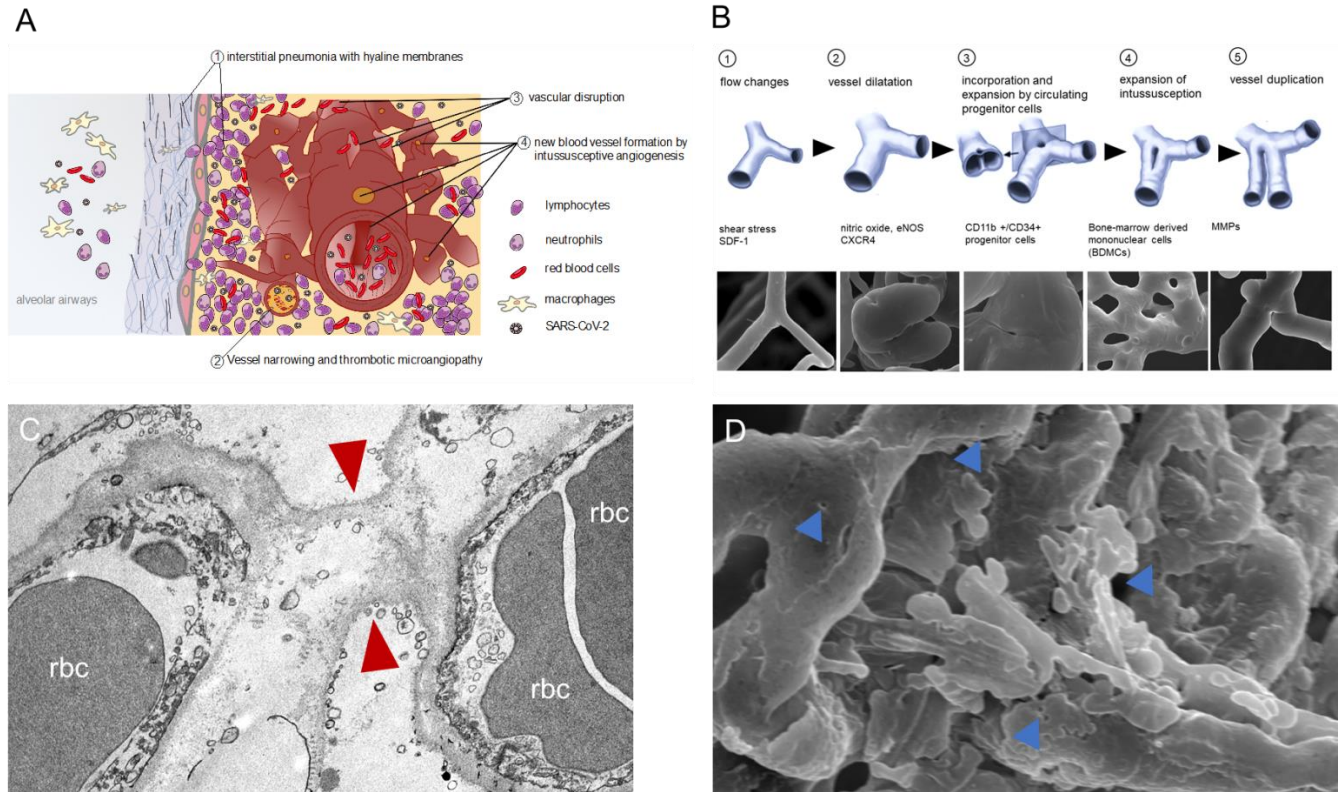 A
① interstitial pneumonia with hyaline membranes
③ vascular disruption
④ new blood vessel formation by
intussusceptive angiogenesis
lymphocytes
neutrophils
red blood cells
macrophages
SARS-CoV-2
alveolar airways
② Vessel narrowing and thrombotic microangiopathy
B
①
flow changes
②
vessel dilatation
③
incorporation and
expansion by circulating
progenitor cells
④
expansion of
intussusception
⑤
vessel duplication
shear stress
SDF-1
nitric oxide, eNOS
CXCR4
CD11b +/CD34+
progenitor cells
Bone-marrow derived
mononuclear cells
(BDMCs)
MMPs
C
rbc
rbc
rbc
D